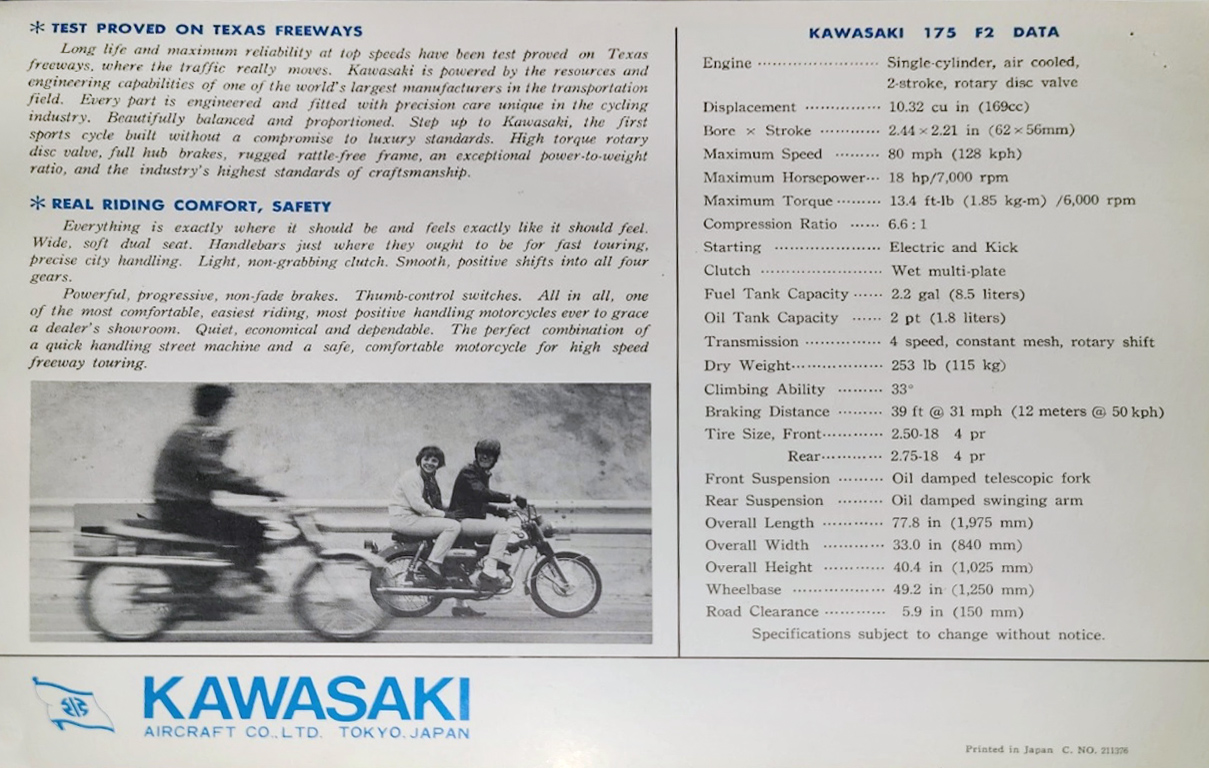 * TEST PROVED ON TEXAS FREEWAYS
Long life and maximum reliability at top speeds have been test proved on Texas
freeways, where the traffic really moves. Kawasaki is powered by the resources and
engineering capabilities of one of the world's largest manufacturers in the transportation
field. Every part is engineered and fitted with precision care unique in the cycling
industry. Beautifully balanced and proportioned. Step up to Kawasaki, the first
sports cycle built without a compromise to luxury standards. High torque rotary
disc valve, full hub brakes, rugged rattle-free frame, an exceptional power-to-weight
ratio, and the industry's highest standards of craftsmanship.
* REAL RIDING COMFORT, SAFETY
Everything is exactly where it should be and feels exactly like it should feel.
Wide, soft dual seat. Handlebars just where they ought to be for fast touring,
precise city handling. Light, non-grabbing clutch. Smooth, positive shifts into all four
gears.
Powerful, progressive, non-fade brakes. Thumb-control switches. All in all, one
of the most comfortable, easiest riding, most positive handling motorcycles ever to grace
a dealer's showroom. Quiet, economical and dependable. The perfect combination of
a quick handling street machine and a safe, comfortable motorcycle for high speed
freeway touring.
KAWASAKI 175 F2 DATA
Engine ······················ Single-cylinder, air cooled,
2-stroke, rotary disc valve
Displacement ·············· 10.32 cu in (169cc)
Bore × Stroke ··········· 2.44×2.21 in (62×56mm)
Maximum Speed ········· 80 mph (128 kph)
Maximum Horsepower··· 18 hp/7,000 rpm
Maximum Torque········· 13.4 ft-lb (1.85 kg-m) /6,000 rpm
Compression Ratio ······ 6.6 : 1
Starting ··················· Electric and Kick
Clutch ······················ Wet multi-plate
Fuel Tank Capacity······ 2.2 gal (8.5 liters)
Oil Tank Capacity ······ 2 pt (1.8 liters)
Transmission ·············· 4 speed, constant mesh, rotary shift
Dry Weight················· 253 lb (115 kg)
Climbing Ability ········· 33°
Braking Distance ········· 39 ft @ 31 mph (12 meters @ 50 kph)
Tire Size, Front··········· 2.50-18 4 pr
Rear··········· 2.75-18 4 pr
Front Suspension ········· Oil damped telescopic fork
Rear Suspension ········· Oil damped swinging arm
Overall Length ··········· 77.8 in (1,975 mm)
Overall Width ··········· 33.0 in (840 mm)
Overall Height ··········· 40.4 in (1,025 mm)
Wheelbase ················· 49.2 in (1,250 mm)
Road Clearance ··········· 5.9 in (150 mm)
Specifications subject to change without notice.
KAWASAKI
AIRCRAFT CO.,LTD. TOKYO.JAPAN
Printed in Japan C. NO. 211326